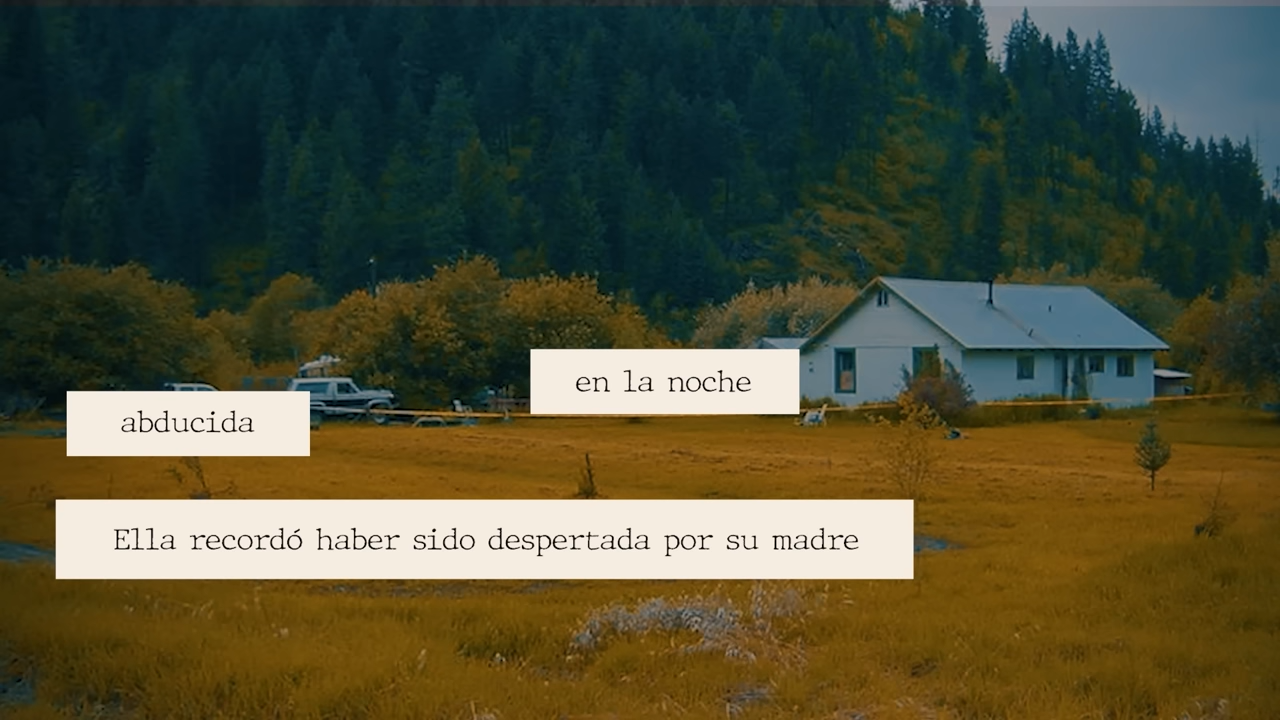 en la noche
abducida
Ella recordó haber sido despertada por su madre